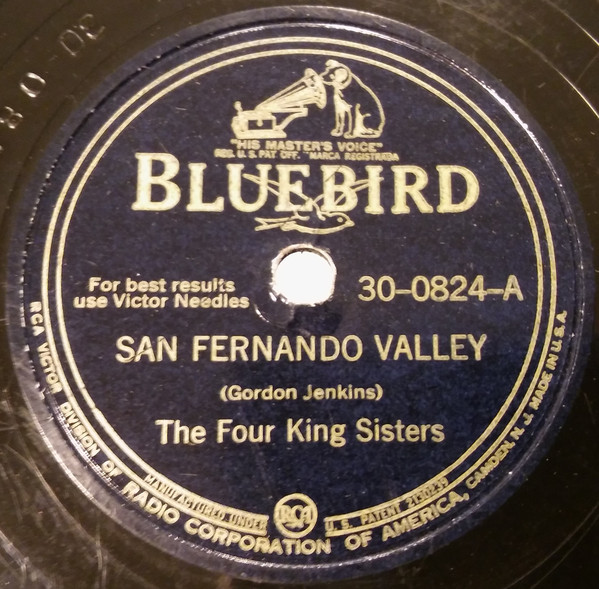 "HIS MASTER'S VOICE"
REG. U.S. PAT. OFF. "MARCA REGISTRADA
BLUEBIRD
For best results
use Victor Needles
30-0824-A
SAN FERNANDO VALLEY
(Gordon Jenkins)
The Four King Sisters
MANUFACTURED UNDER RCA U. S. PATENT 2130239
RCA VICTOR DIVISION OF RADIO CORPORATION OF AMERICA, CAMDEN, N. J. MADE IN U.S.A.